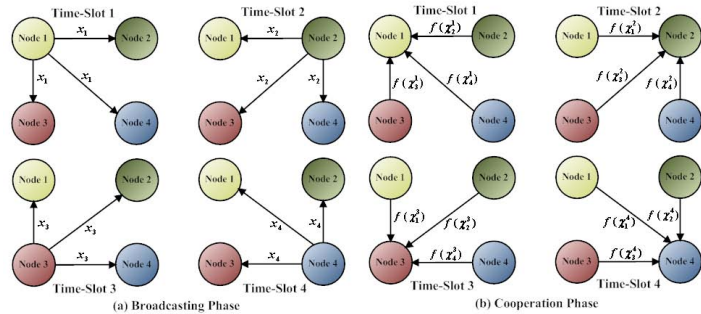 Time-Slot 1
Node 1
x₁
Node 2
x₁
x₁
Node 3
Node 4
Time-Slot 2
Node 1
x₂
Node 2
x₂
x₂
Node 3
Node 4
Node 1
Node 2
x₃
x₃
Node 3
x₃
Node 4
Time-Slot 3
Node 1
Node 2
x₄
x₄
Node 3
x₄
Node 4
Time-Slot 4
(a) Broadcasting Phase
Time-Slot 1
Node 1
f(χ₂¹)
Node 2
f(χ₃¹)
f(χ₄¹)
Node 3
Node 4
Time-Slot 2
Node 1
f(χ₁²)
Node 2
f(χ₃²)
f(χ₄²)
Node 3
Node 4
Node 1
Node 2
f(χ₁³)
f(χ₂³)
Node 3
f(χ₄³)
Node 4
Time-Slot 3
Node 1
Node 2
f(χ₁⁴)
f(χ₂⁴)
Node 3
f(χ₃⁴)
Node 4
Time-Slot 4
(b) Cooperation Phase